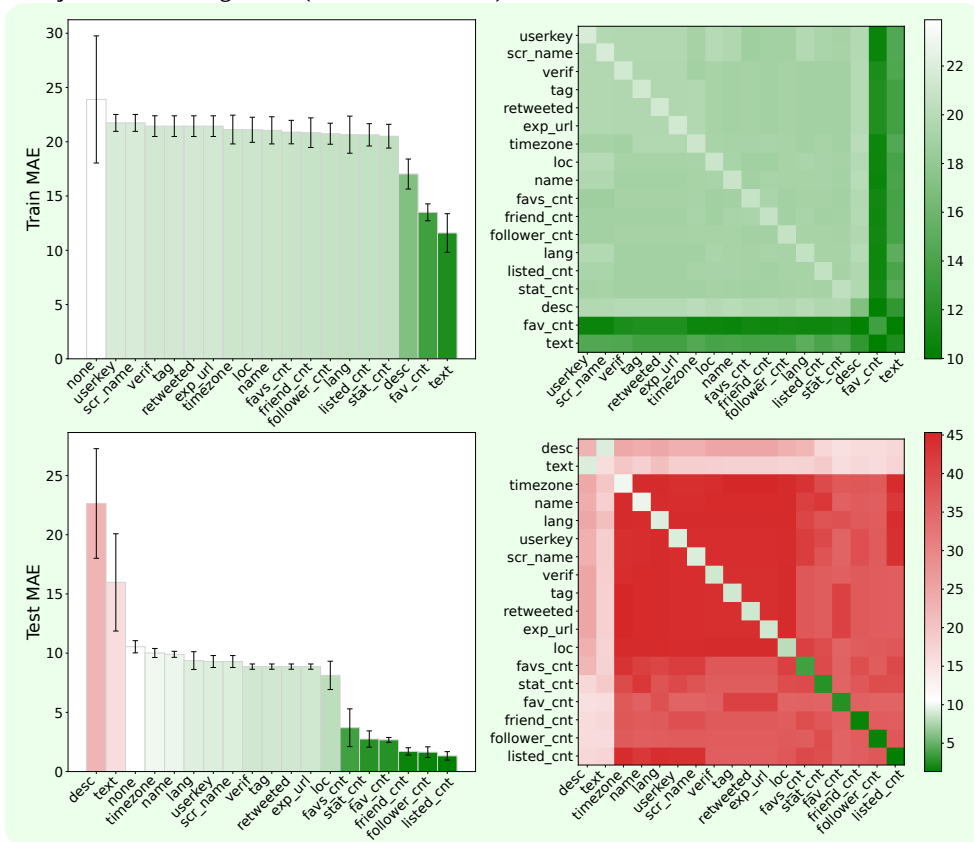 30
25
20
15
10
5
0
Train MAE
none
userkey
scr_name
verif
tag
retweeted
exp_url
timezone
loc
name
favs_cnt
friend_cnt
follower_cnt
lang
listed_cnt
stat_cnt
desc
fav_cnt
text
userkey
scr_name
verif
tag
retweeted
exp_url
timezone
loc
name
favs_cnt
friend_cnt
follower_cnt
lang
listed_cnt
stat_cnt
desc
fav_cnt
text
userkey
scr_name
verif
tag
retweeted
exp_url
timezone
loc
name
favs_cnt
friend_cnt
follower_cnt
lang
listed_cnt
stat_cnt
desc
fav_cnt
text
22
20
18
16
14
12
10
25
20
15
10
5
0
Test MAE
desc
text
none
timezone
name
lang
userkey
scr_name
verif
tag
retweeted
exp_url
loc
favs_cnt
stat_cnt
fav_cnt
friend_cnt
follower_cnt
listed_cnt
desc
text
timezone
name
lang
userkey
scr_name
verif
tag
retweeted
exp_url
loc
favs_cnt
stat_cnt
fav_cnt
friend_cnt
follower_cnt
listed_cnt
desc
text
timezone
name
lang
userkey
scr_name
verif
tag
retweeted
exp_url
loc
favs_cnt
stat_cnt
fav_cnt
friend_cnt
follower_cnt
listed_cnt
45
40
35
30
25
20
15
10
5